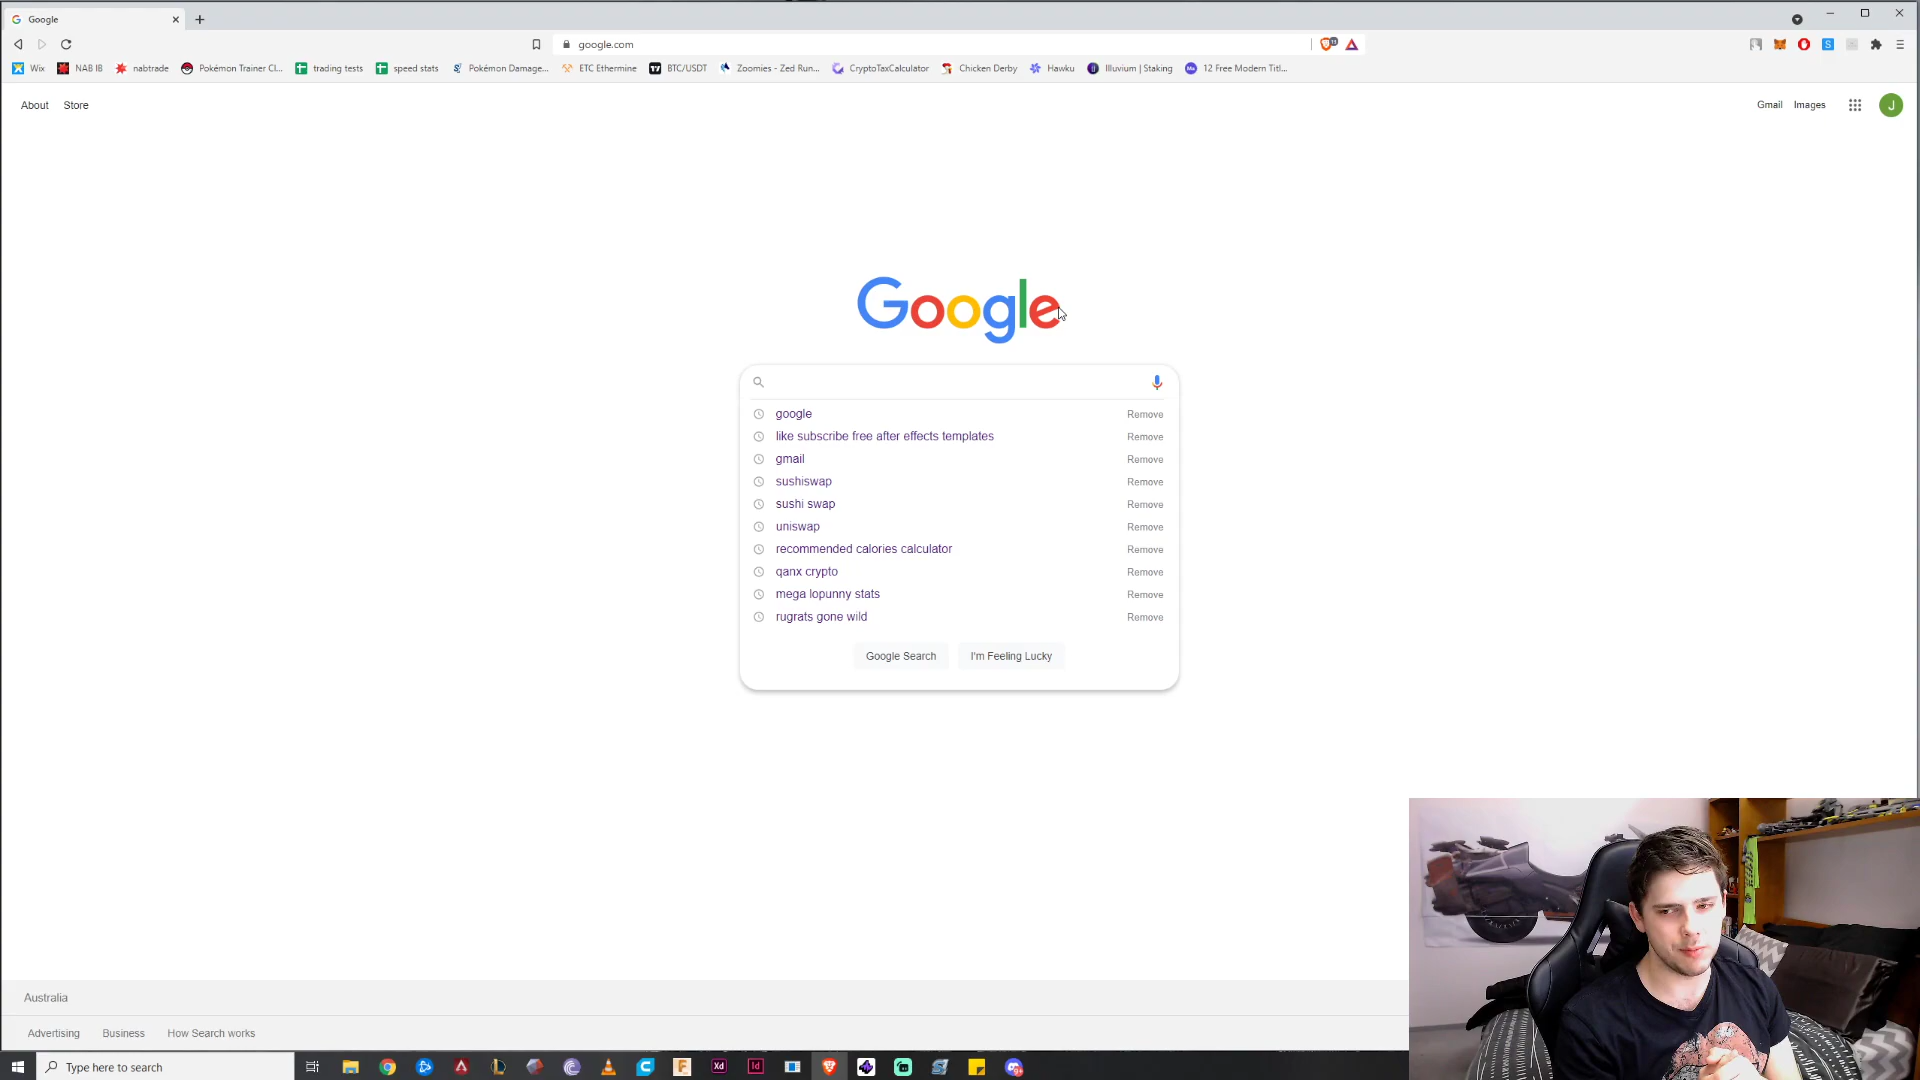 Google
google.com
Wix NAB IB nabtrade Pokémon Trainer Cl... trading tests speed stats Pokémon Damage... ETC Ethermine BTC/USDT Zoomies - Zed Run... CryptoTaxCalculator Chicken Derby Hawku Illuvium | Staking 12 Free Modern Titl...
About Store Gmail Images J
Google
google Remove
like subscribe free after effects templates Remove
gmail Remove
sushiswap Remove
sushi swap Remove
uniswap Remove
recommended calories calculator Remove
qanx crypto Remove
mega lopunny stats Remove
rugrats gone wild Remove
Google Search I'm Feeling Lucky
Australia
Advertising Business How Search works
Type here to search Xd Id